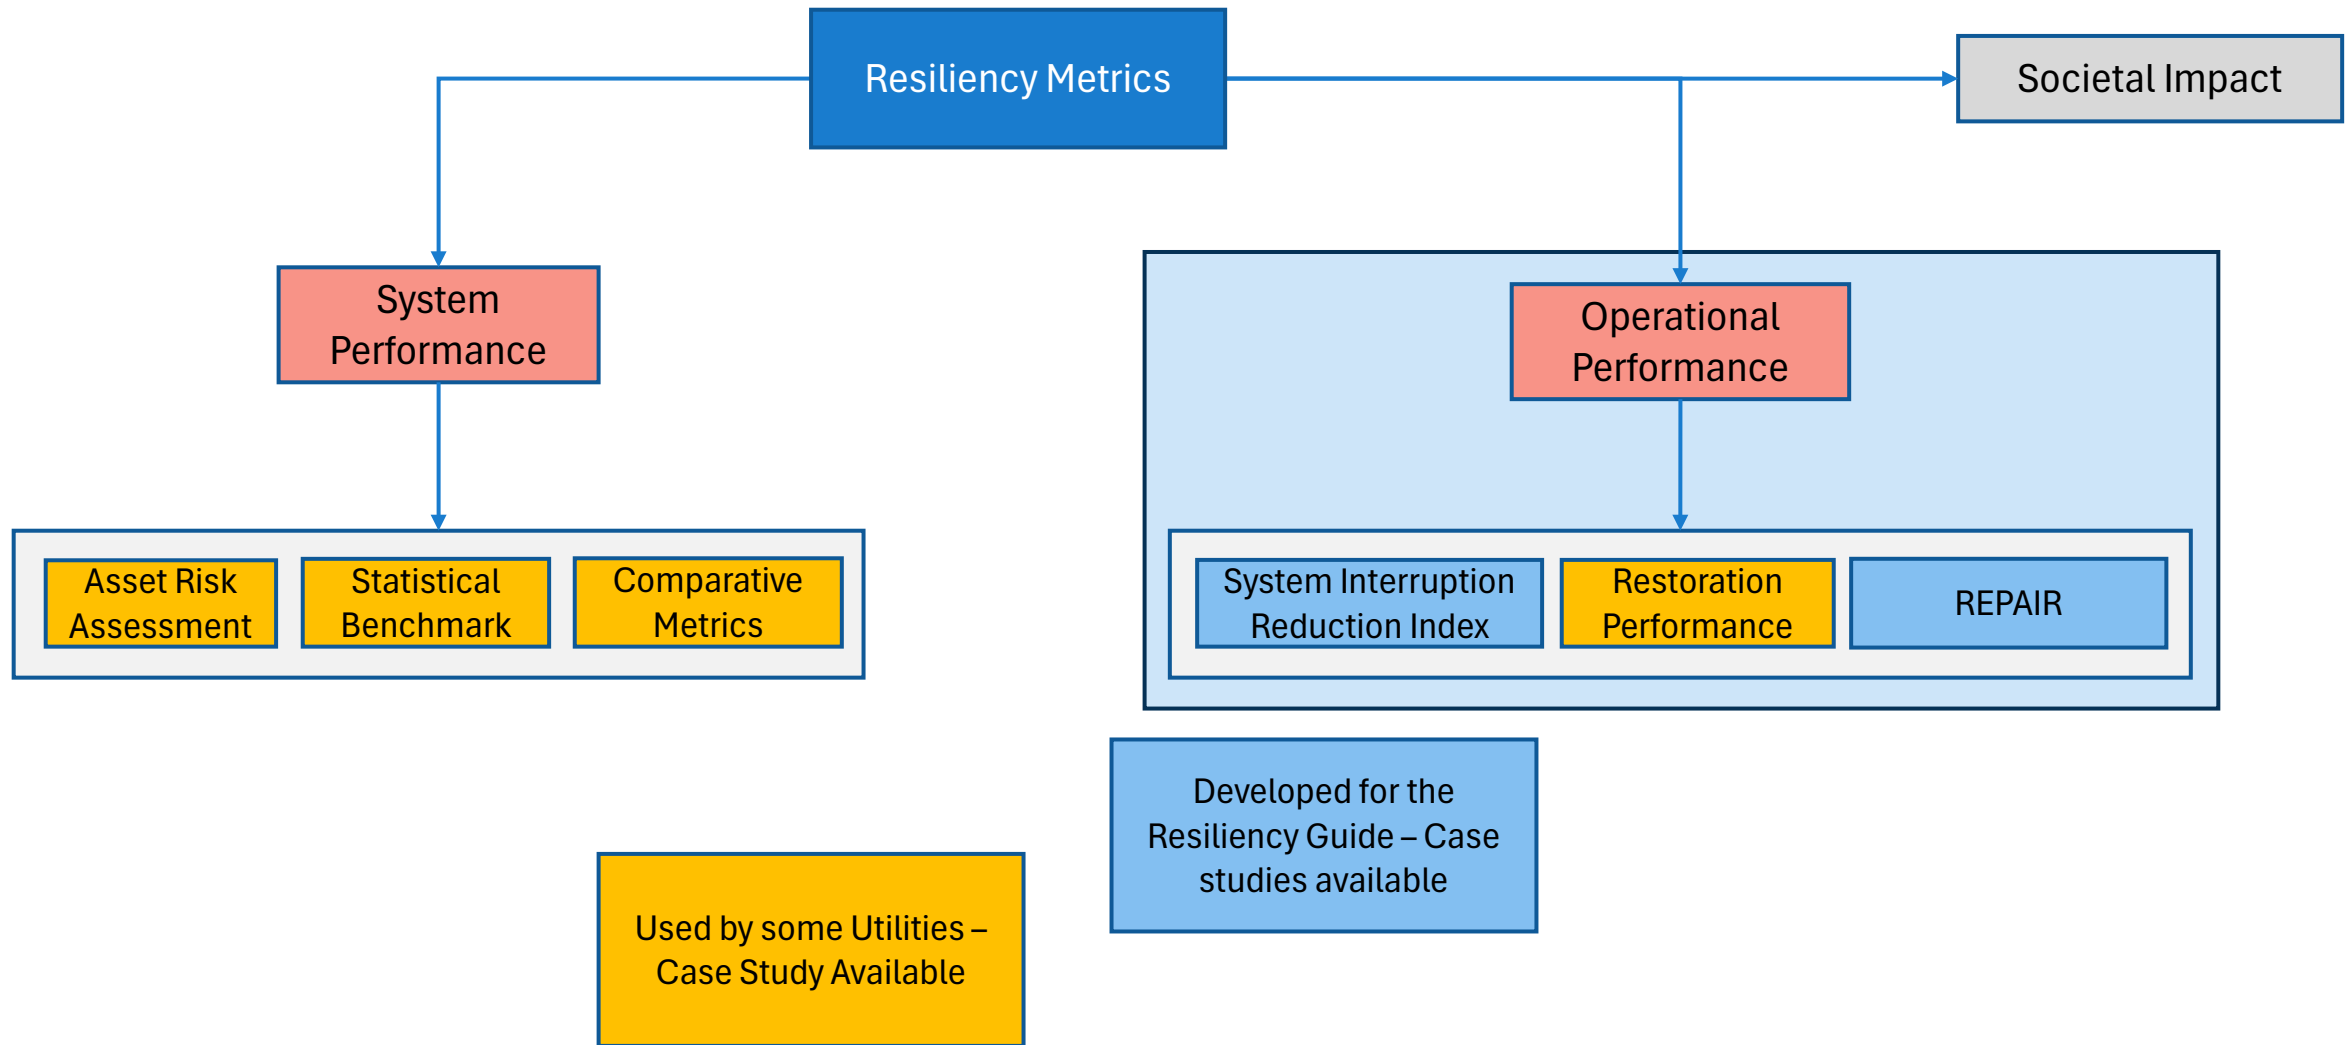 Resiliency Metrics
Societal Impact
System
Performance
Operational
Performance
Asset Risk
Assessment
Statistical
Benchmark
Comparative
Metrics
System Interruption
Reduction Index
Restoration
Performance
REPAIR
Developed for the
Resiliency Guide – Case
studies available
Used by some Utilities –
Case Study Available